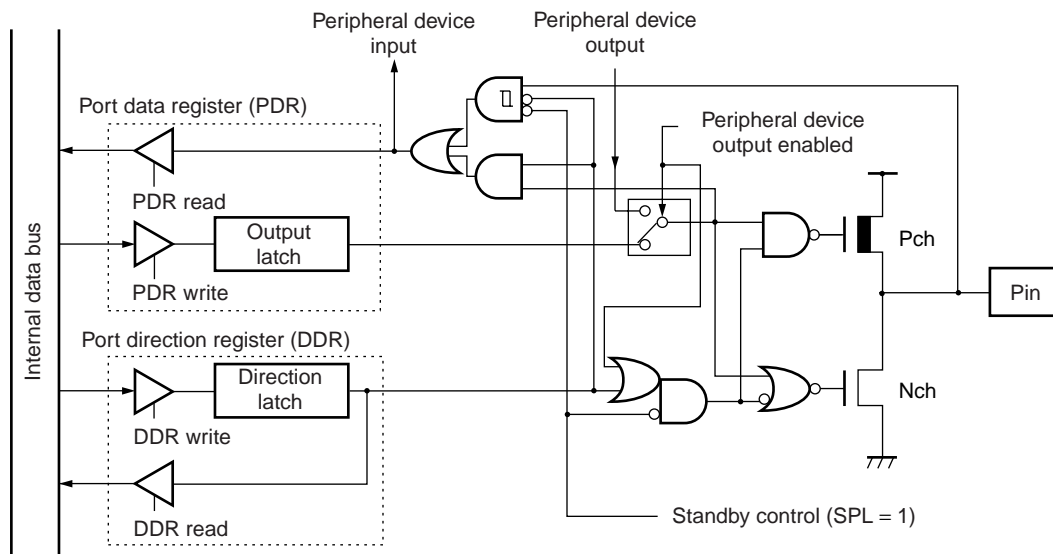 Peripheral device
input
Peripheral device
output
Port data register (PDR)
Peripheral device
output enabled
PDR read
Output
latch
PDR write
Pch
Pin
Internal data bus
Port direction register (DDR)
Direction
latch
DDR write
Nch
DDR read
Standby control (SPL = 1)